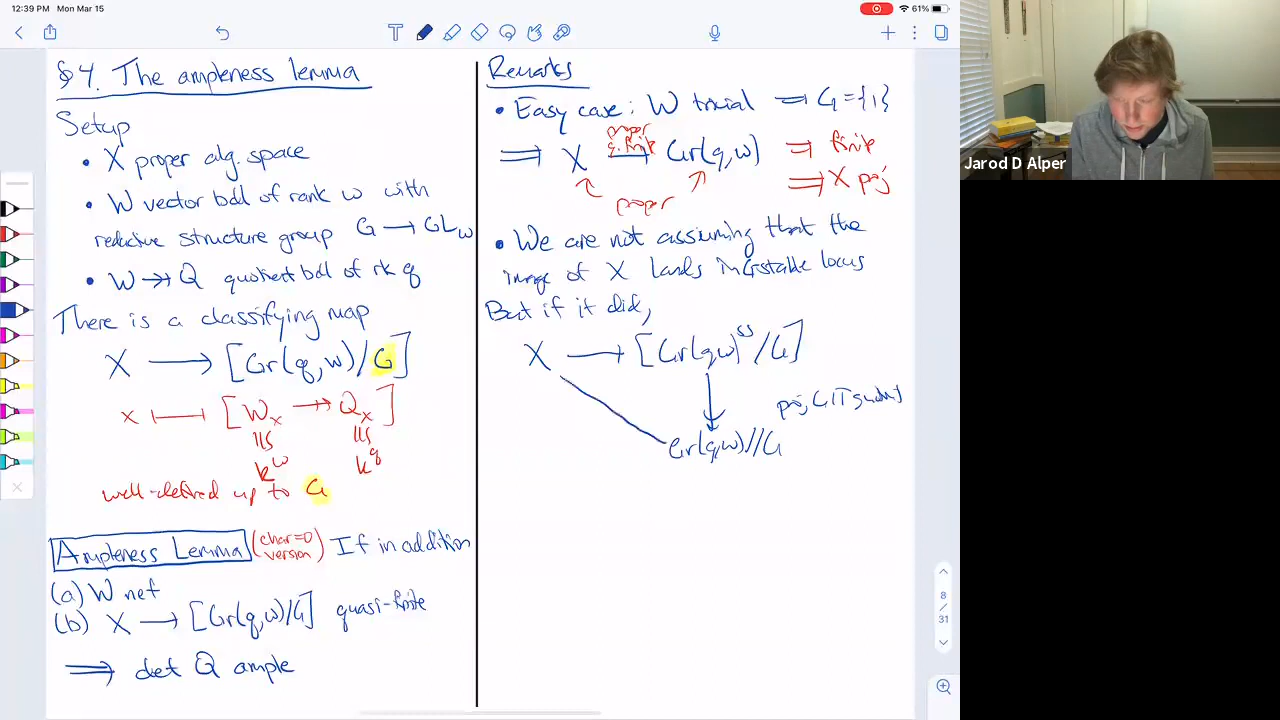 12:39 PM Mon Mar 15
61%
§4. The ampleness lemma
Setup
• X proper alg. space
• W vector bdl of rank w with
reductive structure group G → GL_w
• W ↠ Q quotient bdl of rk q
There is a classifying map
X → [Gr(q,w)/G]
x ↦ [W_x ↠ Q_x]
k^w k^q
well-defined up to G
Ampleness Lemma (char=0 version) If in addition
(a) W nef
(b) X → [Gr(q,w)/G] quasi-finite
⟹ det Q ample
Remarks
• Easy case: W trivial ⟹ G={1}
proper
q. finite
⟹ X → Gr(q,w) ⟹ finite
⟹ X proj
proper
• We are not assuming that the
image of X lands in G-stable locus
But if it did,
X → [Gr(q,w)^ss/G]
proj. GIT quotient
Gr(q,w)//G
8
/
31
Jarod D Alper